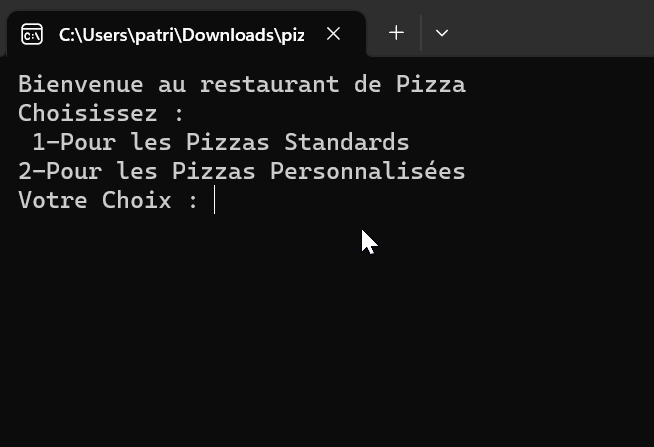 C:\Users\patri\Downloads\piz
Bienvenue au restaurant de Pizza
Choisissez :
1-Pour les Pizzas Standards
2-Pour les Pizzas Personnalisées
Votre Choix :